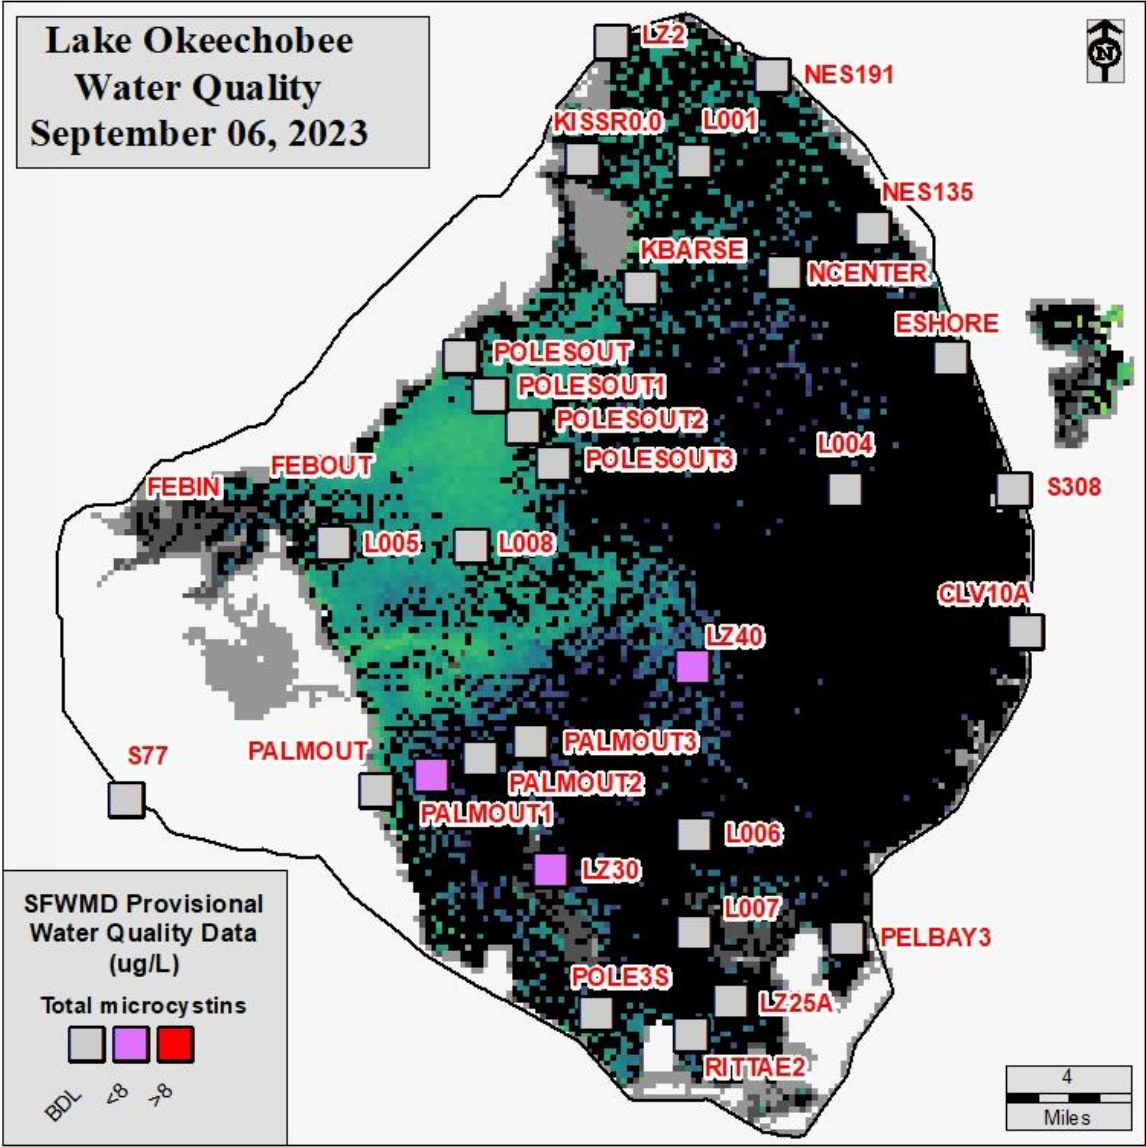 Lake Okeechobee
Water Quality
September 06, 2023
N
LZ2
NES191
KISSR0.0
L001
NES135
KBARSE
NCENTER
ESHORE
POLESOUT
POLESOUT1
POLESOUT2
POLESOUT3
L004
FEBOUT
FEBIN
S308
L005
L008
CLV10A
LZ40
S77
PALMOUT
PALMOUT3
PALMOUT2
PALMOUT1
L006
LZ30
L007
PELBAY3
POLE3S
LZ25A
RITTAE2
SFWMD Provisional
Water Quality Data
(ug/L)
Total microcystins
BDL <8 >8
4
Miles